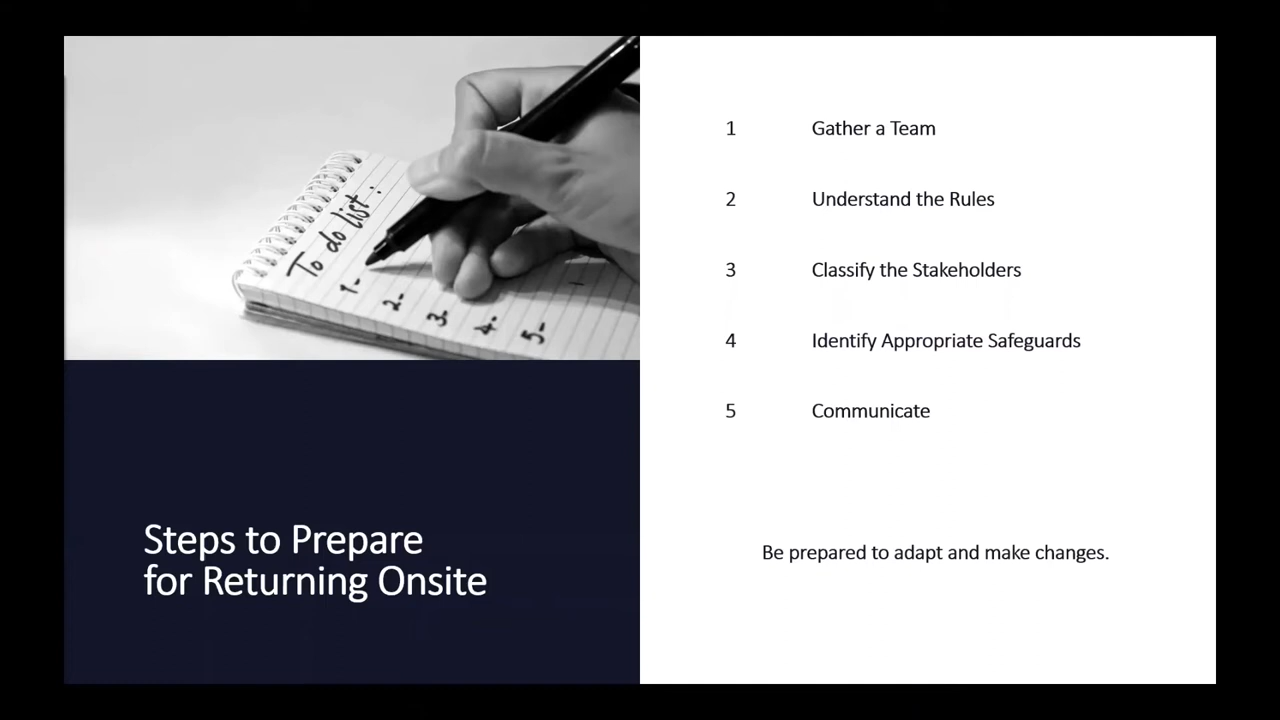 To do list:
1-
2-
3-
4-
5-
Steps to Prepare
for Returning Onsite
1 Gather a Team
2 Understand the Rules
3 Classify the Stakeholders
4 Identify Appropriate Safeguards
5 Communicate
Be prepared to adapt and make changes.